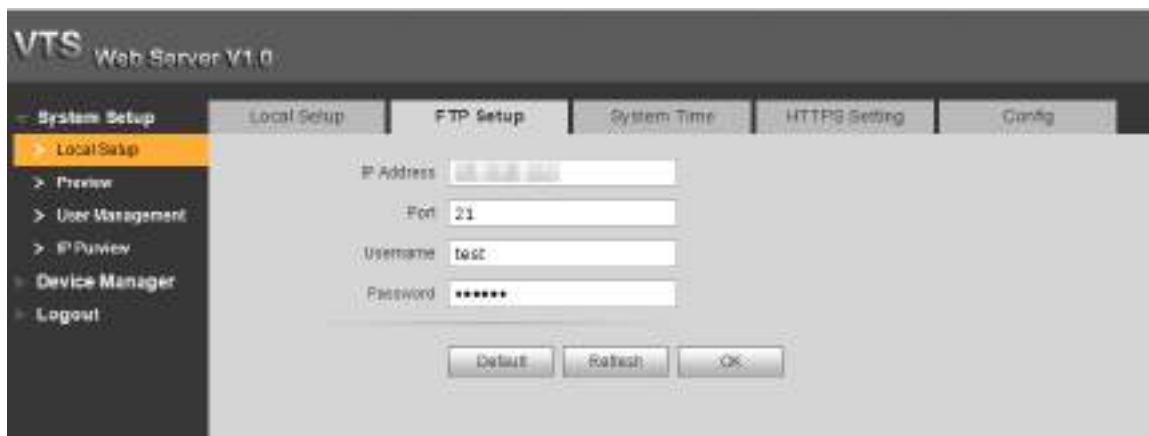 VTS Web Server V1.0
System Setup
> Local Setup
> Preview
> User Management
> IP Purview
Device Manager
Logout
Local Setup FTP Setup System Time HTTPS Setting Config
IP Address
Port 21
Username test
Password ••••••
Default Refresh OK